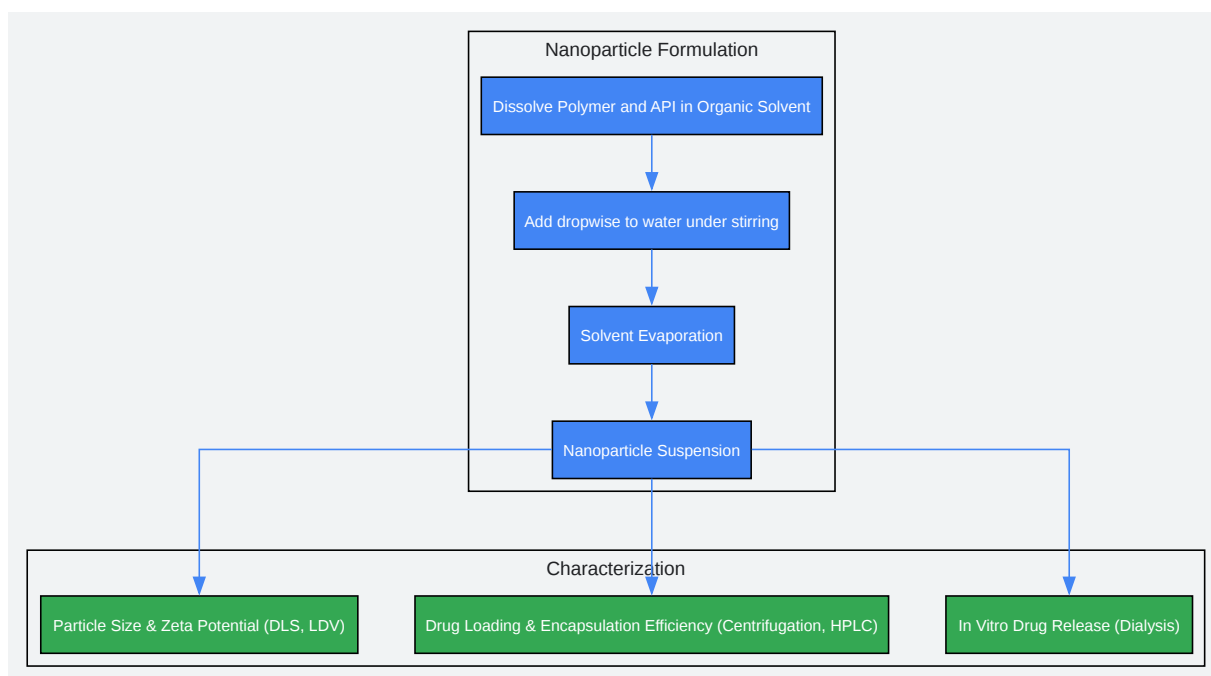 Nanoparticle Formulation
Dissolve Polymer and API in Organic Solvent
Add dropwise to water under stirring
Solvent Evaporation
Nanoparticle Suspension
Characterization
Particle Size & Zeta Potential (DLS, LDV)
Drug Loading & Encapsulation Efficiency (Centrifugation, HPLC)
In Vitro Drug Release (Dialysis)